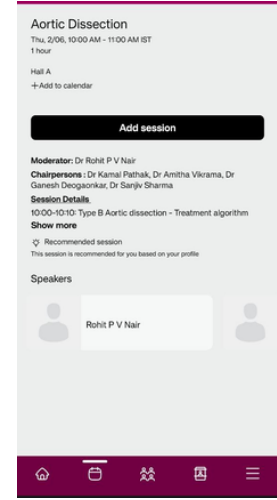 Aortic Dissection
Thu, 2/06, 10:00 AM - 11:00 AM IST
1 hour
Hall A
+Add to calendar
Add session
Moderator: Dr Rohit P V Nair
Chairpersons : Dr Kamal Pathak, Dr Amitha Vikrama, Dr
Ganesh Deogaonkar, Dr Sanjiv Sharma
Session Details
10:00-10:10: Type B Aortic dissection - Treatment algorithm
Show more
Recommended session
This session is recommended for you based on your profile
Speakers
Rohit P V Nair